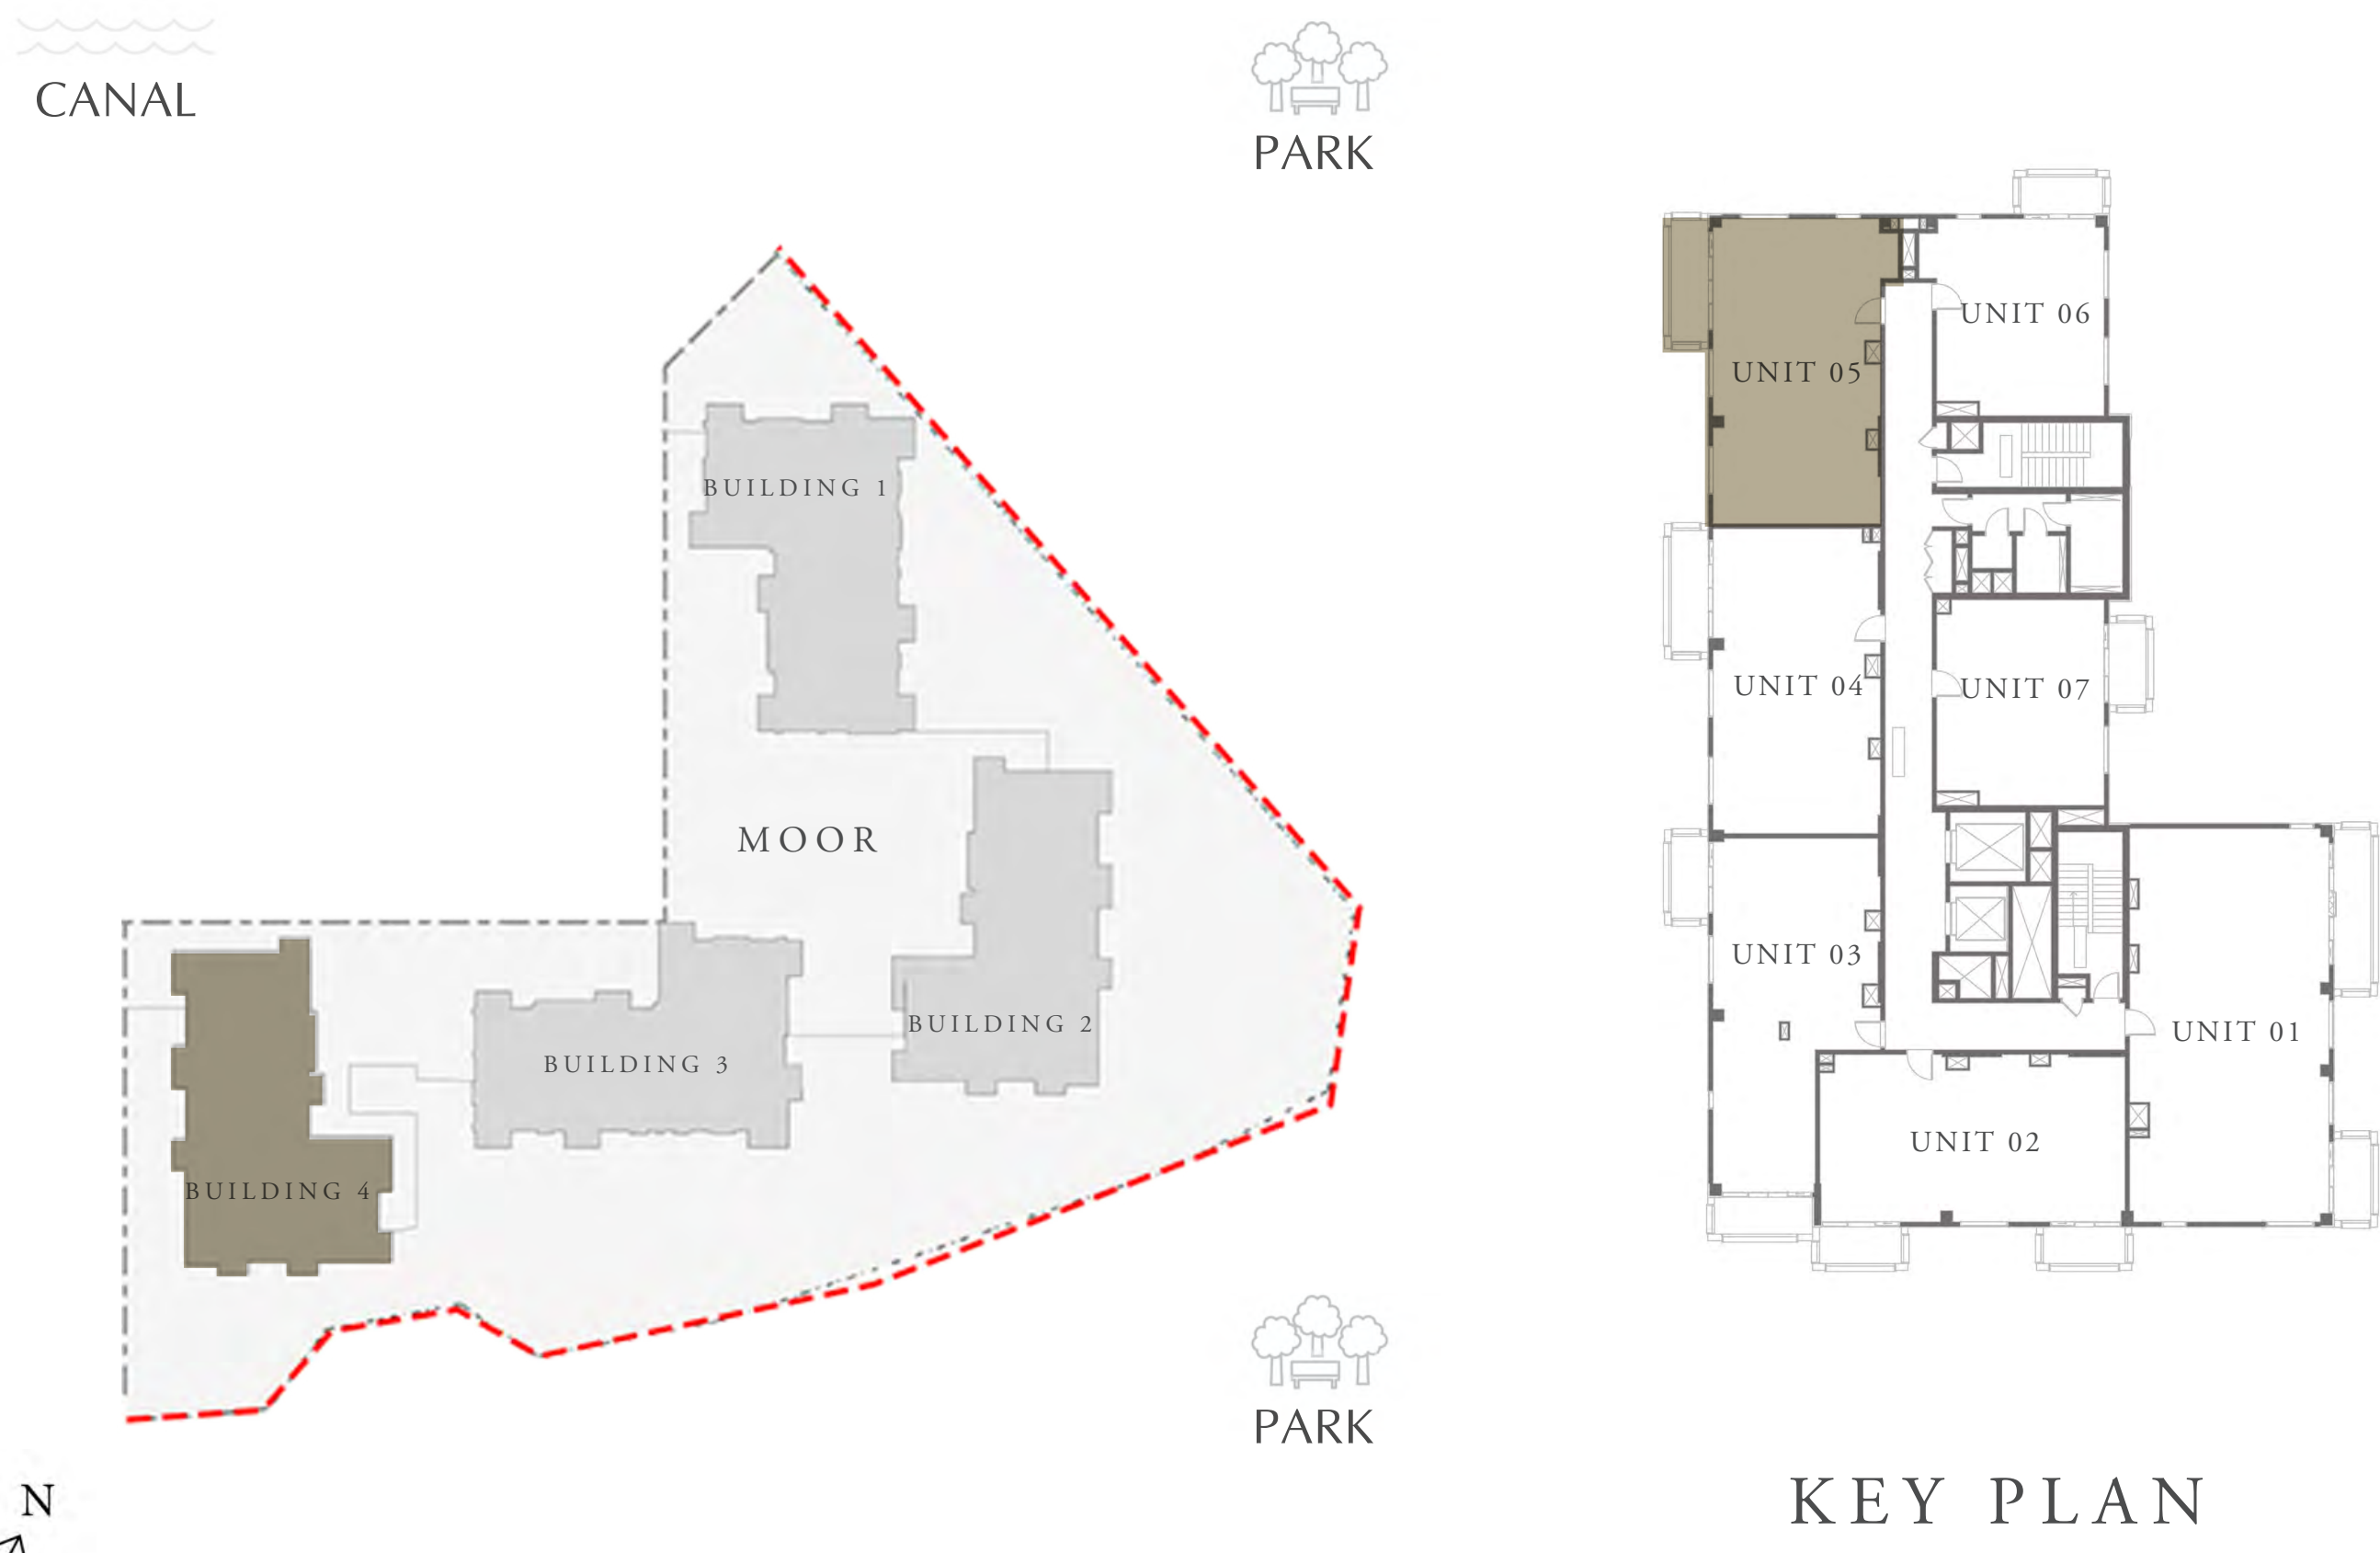 CANAL
PARK
BUILDING 1
MOOR
BUILDING 2
BUILDING 3
BUILDING 4
PARK
N
UNIT 06
UNIT 05
UNIT 04
UNIT 07
UNIT 03
UNIT 01
UNIT 02
KEY PLAN